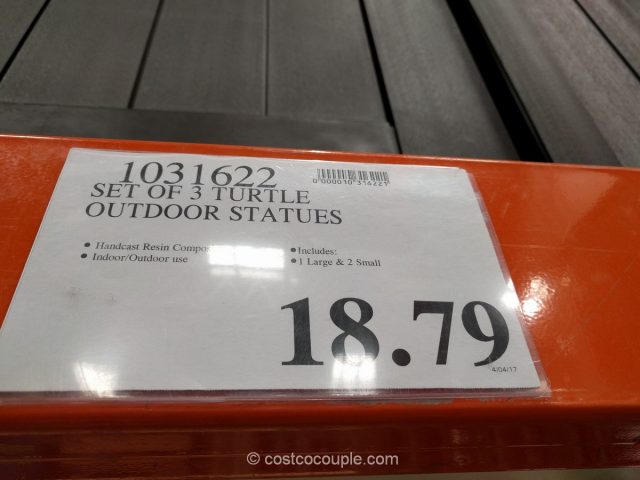 1031622
0000010316221
SET OF 3 TURTLE
OUTDOOR STATUES
• Handcast Resin
• Indoor/Outdoor use
• Includes:
• 1 Large & 2 Small
18.79
4/04/17
© costcocouple.com